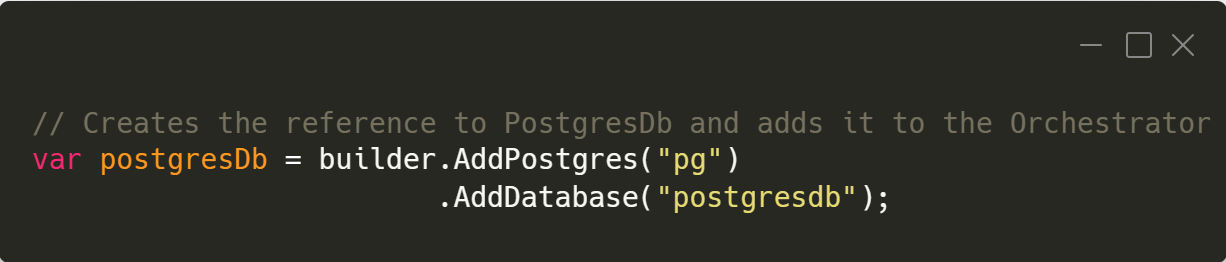 // Creates the reference to PostgresDb and adds it to the Orchestrator
var postgresDb = builder.AddPostgres("pg")
                        .AddDatabase("postgresdb");